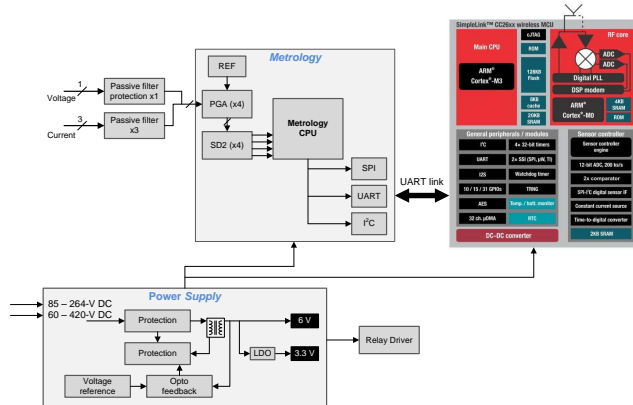 Metrology
REF
1
Voltage
Passive filter
protection x1
3
Current
Passive filter
x3
PGA (x4)
SD2 (x4)
Metrology
CPU
SPI
UART
I²C
UART link
SimpleLink™ CC26xx wireless MCU
Main CPU
ARM®
Cortex®-M3
cJTAG
ROM
128KB
Flash
8KB
cache
20KB
SRAM
RF core
ADC
ADC
Digital PLL
DSP modem
ARM®
Cortex®-M0
4KB
SRAM
ROM
General peripherals / modules
I²C
4× 32-bit timers
UART
2× SSI (SPI, µW, TI)
I2S
Watchdog timer
10 / 15 / 31 GPIOs
TRNG
AES
Temp. / batt. monitor
32 ch. µDMA
RTC
DC-DC converter
Sensor controller
Sensor controller
engine
12-bit ADC, 200 ks/s
2x comparator
SPI-I²C digital sensor IF
Constant current source
Time-to-digital converter
2KB SRAM
Power Supply
85 – 264-V DC
60 – 420-V DC
Protection
Protection
Voltage
reference
Opto
feedback
6 V
LDO
3.3 V
Relay Driver